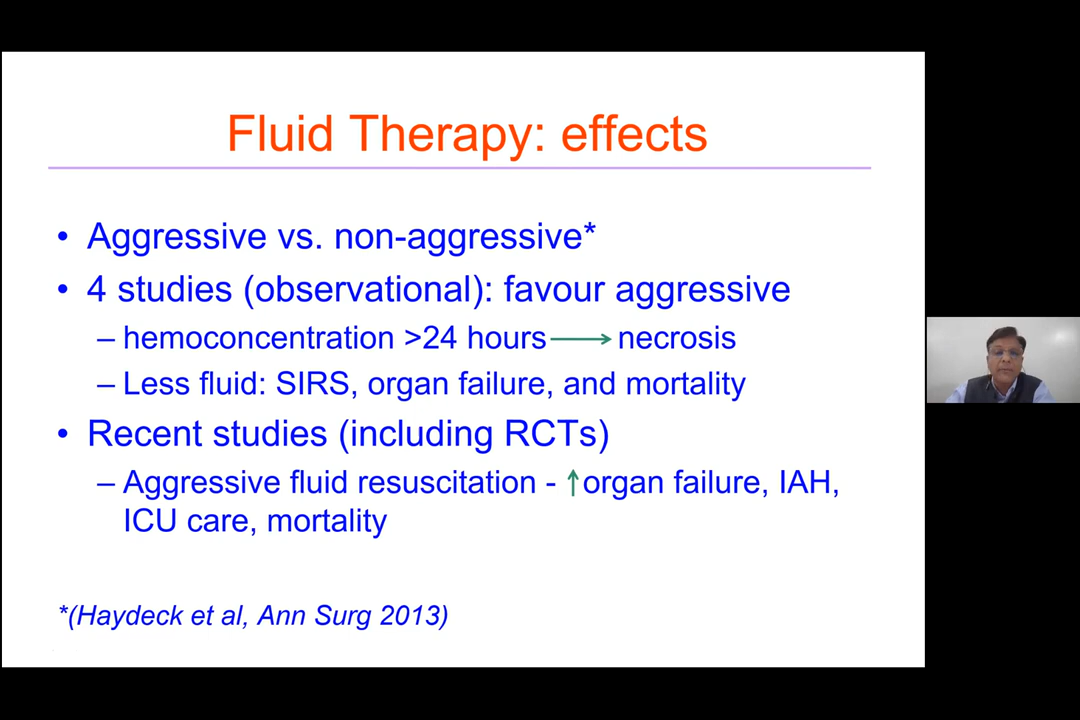 Fluid Therapy: effects
• Aggressive vs. non-aggressive*
• 4 studies (observational): favour aggressive
– hemoconcentration >24 hours → necrosis
– Less fluid: SIRS, organ failure, and mortality
• Recent studies (including RCTs)
– Aggressive fluid resuscitation - ↑organ failure, IAH,
ICU care, mortality
*(Haydeck et al, Ann Surg 2013)